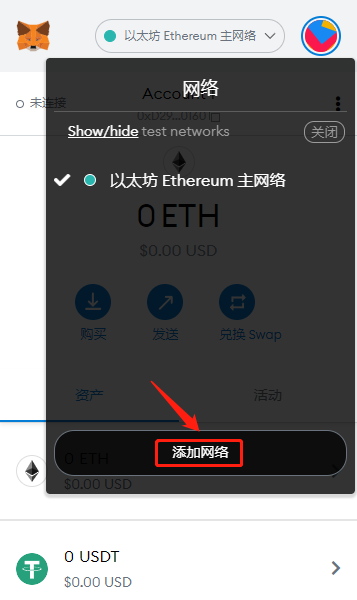 以太坊 Ethereum 主网络
网络
未连接
Account 1
0xD29...0160
Show/hide test networks
关闭
以太坊 Ethereum 主网络
0 ETH
$0.00 USD
购买
发送
兑换 Swap
资产
活动
添加网络
0 ETH
$0.00 USD
0 USDT
$0.00 USD